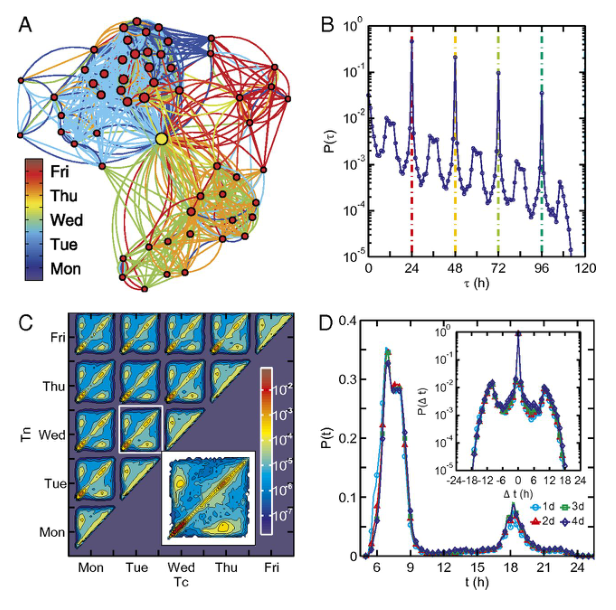 A
Fri
Thu
Wed
Tue
Mon
B
P(τ)
10^0
10^-1
10^-2
10^-3
10^-4
10^-5
0 24 48 72 96 120
τ (h)
C
Tn
Fri
Thu
Wed
Tue
Mon
10^-2
10^-3
10^-4
10^-5
10^-6
10^-7
Mon Tue Wed Thu Fri
Tc
D
P(t)
0.4
0.3
0.2
0.1
0
6 9 12 15 18 21 24
t (h)
P(Δ t)
10^0
10^-1
10^-2
10^-3
10^-4
10^-5
-24 -18 -12 -6 0 6 12 18 24
Δ t (h)
1d 3d
2d 4d